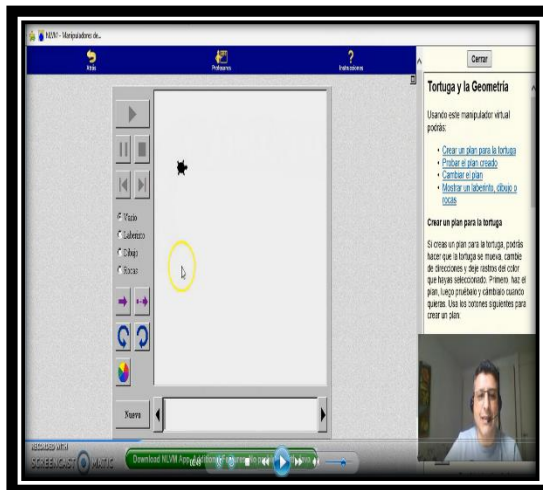 NLVM - Manipuladores de...
Atrás
Profesores
Instrucciones
Cerrar
Tortuga y la Geometría
Usando este manipulador virtual
podrás:
Crear un plan para la tortuga
Probar el plan creado
Cambiar el plan
Mostrar un laberinto, dibujo o
rocas
Crear un plan para la tortuga
Si creas un plan para la tortuga, podrás
hacer que la tortuga se mueva, cambie
de direcciones y deje rastros del color
que hayas seleccionado. Primero, haz el
plan, luego pruébalo y cámbialo cuando
quieras. Usa los botones siguientes para
crear un plan.
Vacío
Laberinto
Dibujo
Rocas
Nueva
RECORDED WITH
SCREENCAST MATIC
Download NLVM App